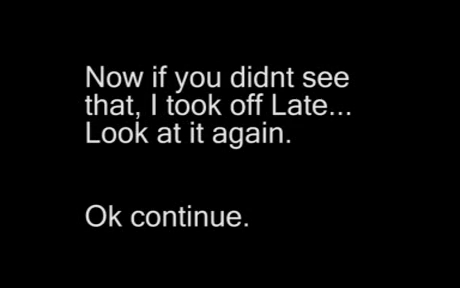 Now if you didnt see
that, I took off Late...
Look at it again.
Ok continue.